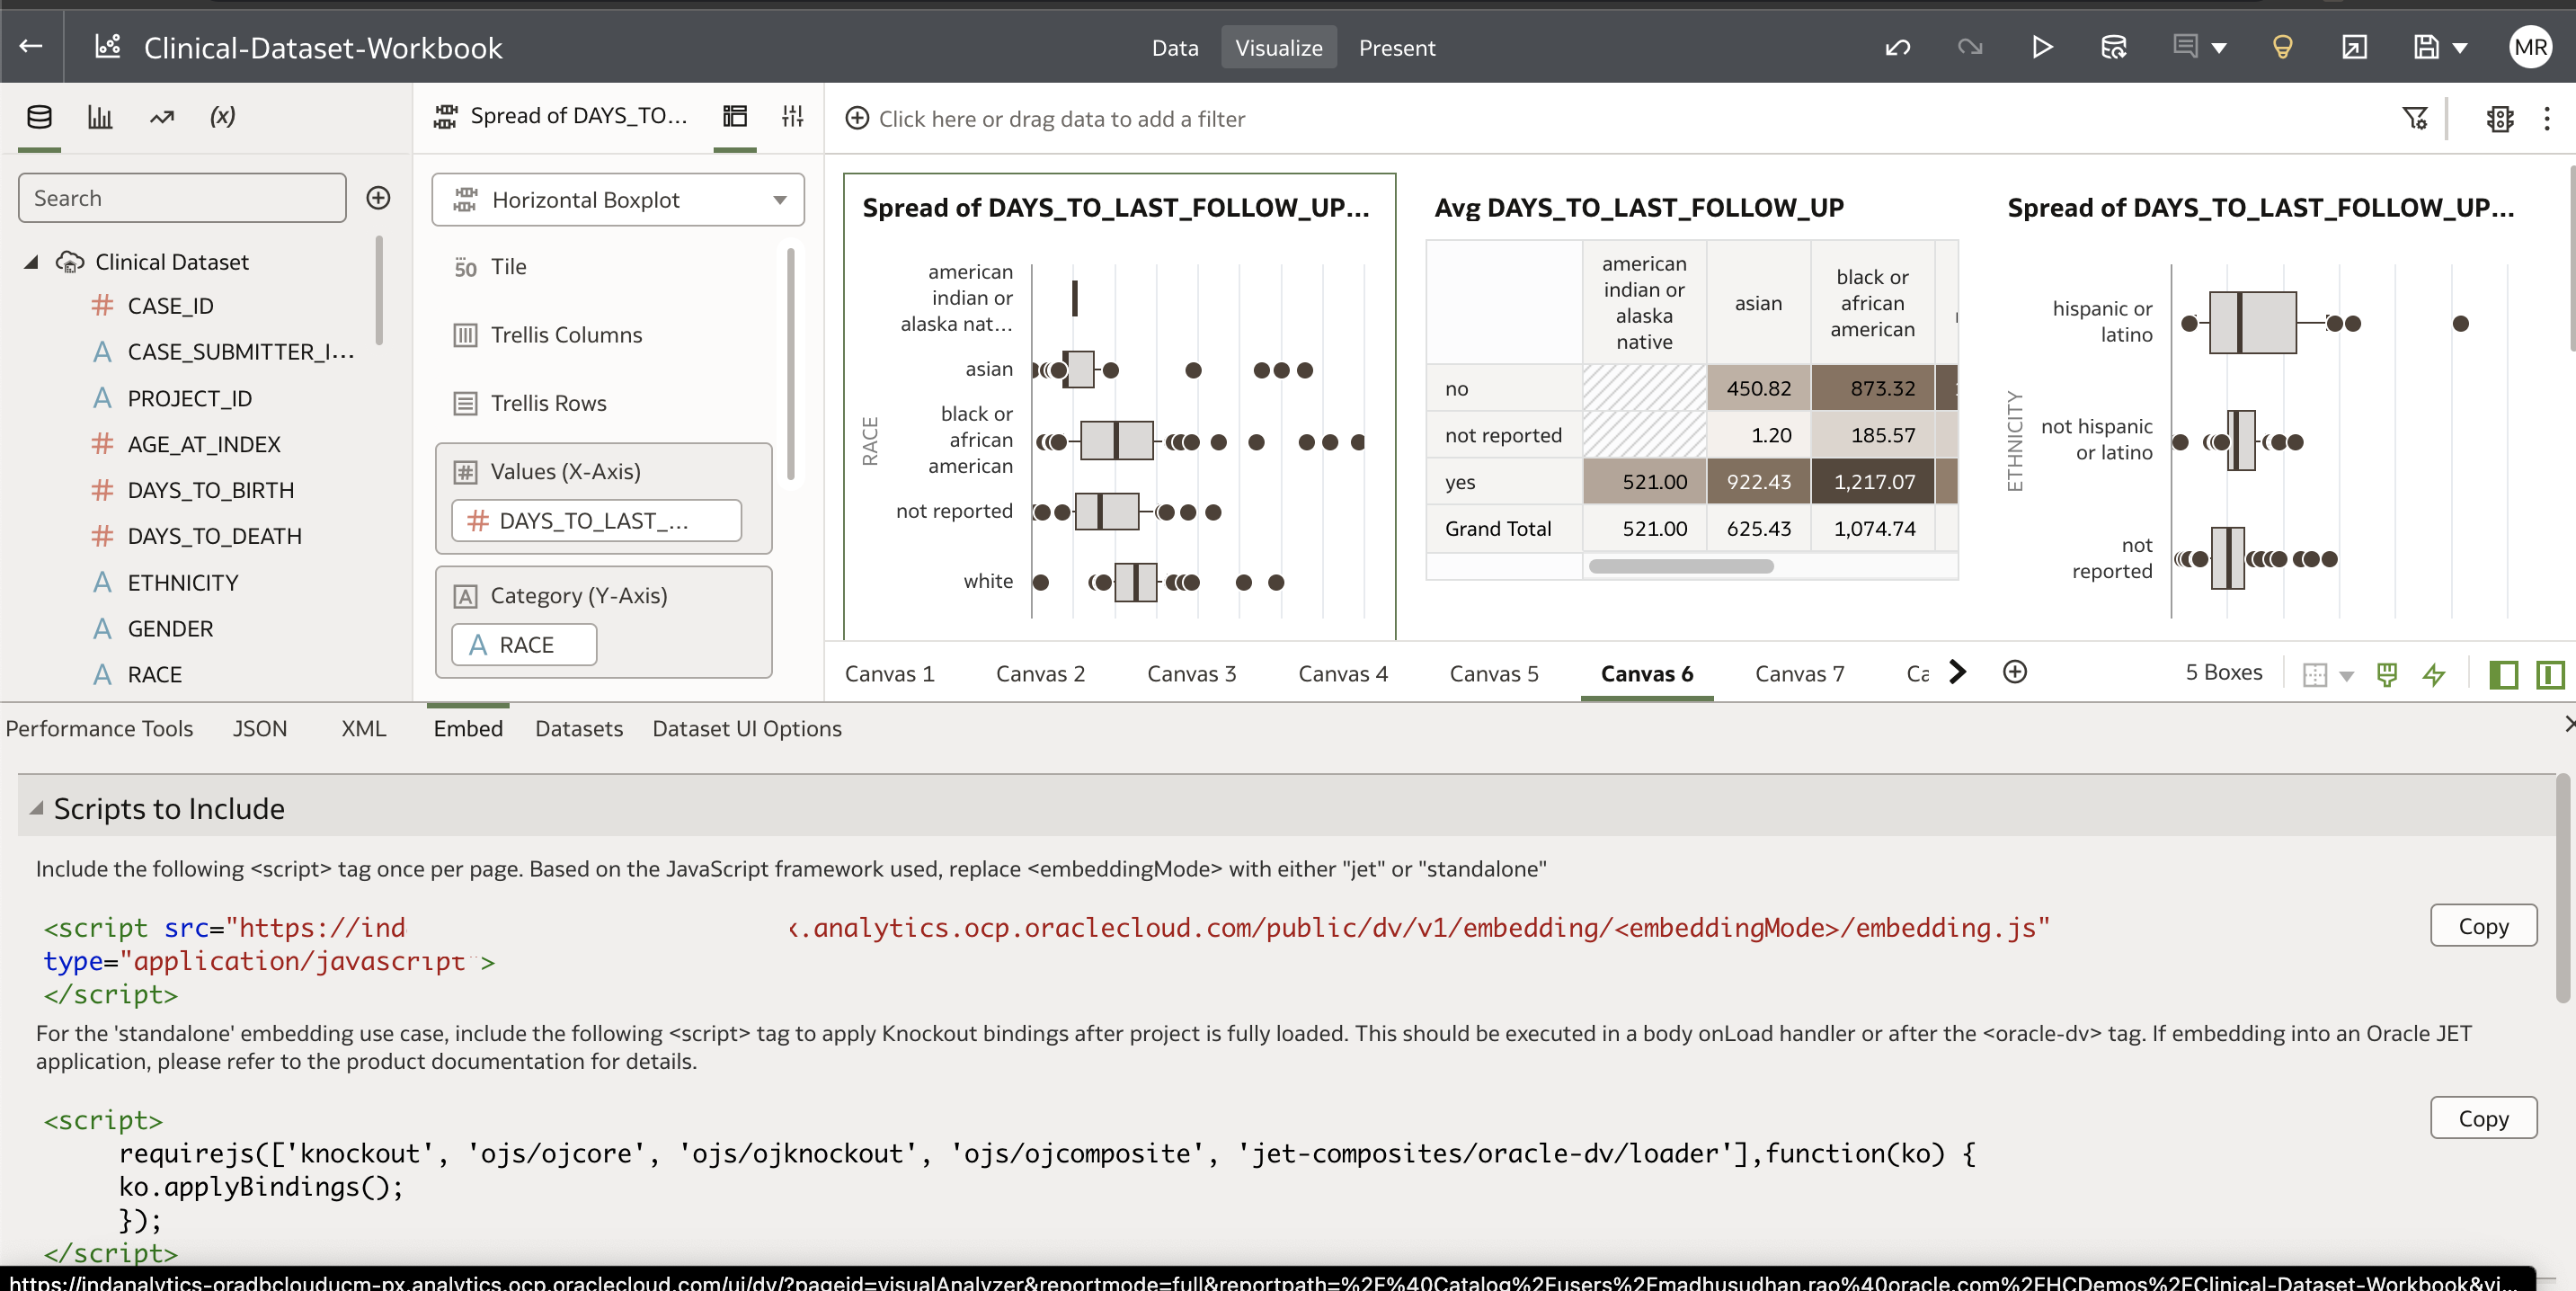 Clinical-Dataset-Workbook
Data
Visualize
Present
MR
(x)
Spread of DAYS_TO...
Click here or drag data to add a filter
Search
Clinical Dataset
CASE_ID
CASE_SUBMITTER_I...
PROJECT_ID
AGE_AT_INDEX
DAYS_TO_BIRTH
DAYS_TO_DEATH
ETHNICITY
GENDER
RACE
Horizontal Boxplot
50 Tile
Trellis Columns
Trellis Rows
Values (X-Axis)
# DAYS_TO_LAST_...
Category (Y-Axis)
A RACE
Spread of DAYS_TO_LAST_FOLLOW_UP...
RACE
american
indian or
alaska nat...
asian
black or
african
american
not reported
white
Avg DAYS_TO_LAST_FOLLOW_UP
american
indian or
alaska
native
asian
black or
african
american
no 450.82 873.32
not reported 1.20 185.57
yes 521.00 922.43 1,217.07
Grand Total 521.00 625.43 1,074.74
Spread of DAYS_TO_LAST_FOLLOW_UP...
ETHNICITY
hispanic or
latino
not hispanic
or latino
not
reported
Canvas 1
Canvas 2
Canvas 3
Canvas 4
Canvas 5
Canvas 6
Canvas 7
Ca
5 Boxes
Performance Tools
JSON
XML
Embed
Datasets
Dataset UI Options
Scripts to Include
Include the following <script> tag once per page. Based on the JavaScript framework used, replace <embeddingMode> with either "jet" or "standalone"
<script src="https://ind x.analytics.ocp.oraclecloud.com/public/dv/v1/embedding/<embeddingMode>/embedding.js"
type="application/javascript">
</script>
Copy
For the 'standalone' embedding use case, include the following <script> tag to apply Knockout bindings after project is fully loaded. This should be executed in a body onLoad handler or after the <oracle-dv> tag. If embedding into an Oracle JET
application, please refer to the product documentation for details.
<script>
requirejs(['knockout', 'ojs/ojcore', 'ojs/ojknockout', 'ojs/ojcomposite', 'jet-composites/oracle-dv/loader'],function(ko) {
ko.applyBindings();
});
</script>
Copy
https://indanalytics-oradbclouducm-px.analytics.ocp.oraclecloud.com/ui/dv/?pageid=visualAnalyzer&reportmode=full&reportpath=%2F%40Catalog%2Fusers%2Fmadhusudhan.rao%40oracle.com%2FHCDemos%2FClinical-Dataset-Workbook&vi...